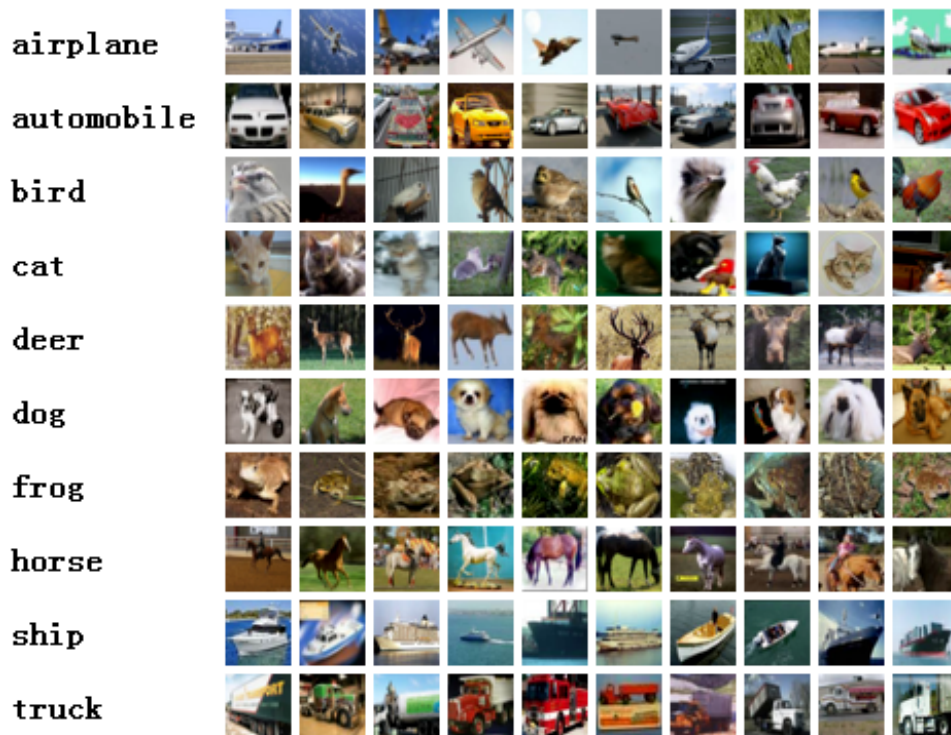 airplane
automobile
bird
cat
deer
dog
frog
horse
ship
truck